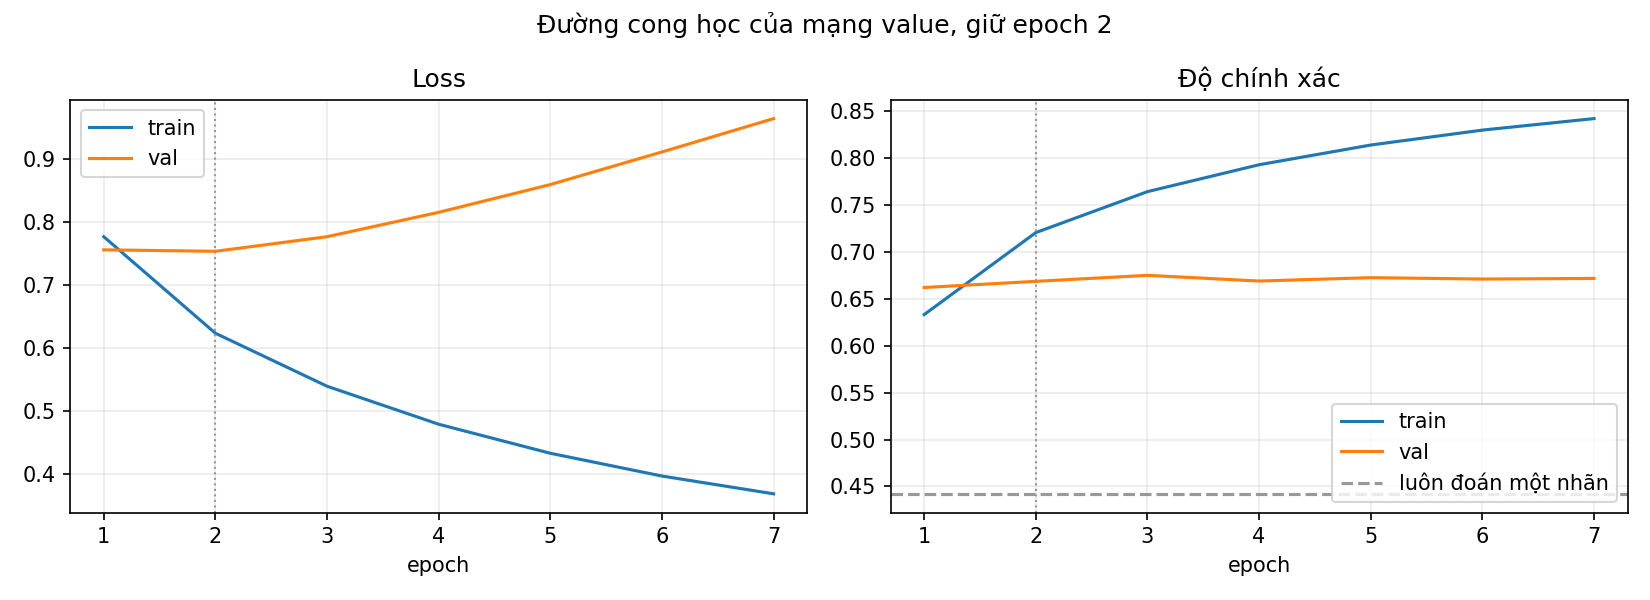 Đường cong học của mạng value, giữ epoch 2
Loss
train
val
0.9
0.8
0.7
0.6
0.5
0.4
1 2 3 4 5 6 7
epoch
Độ chính xác
0.85
0.80
0.75
0.70
0.65
0.60
0.55
0.50
0.45
train
val
luôn đoán một nhãn
1 2 3 4 5 6 7
epoch